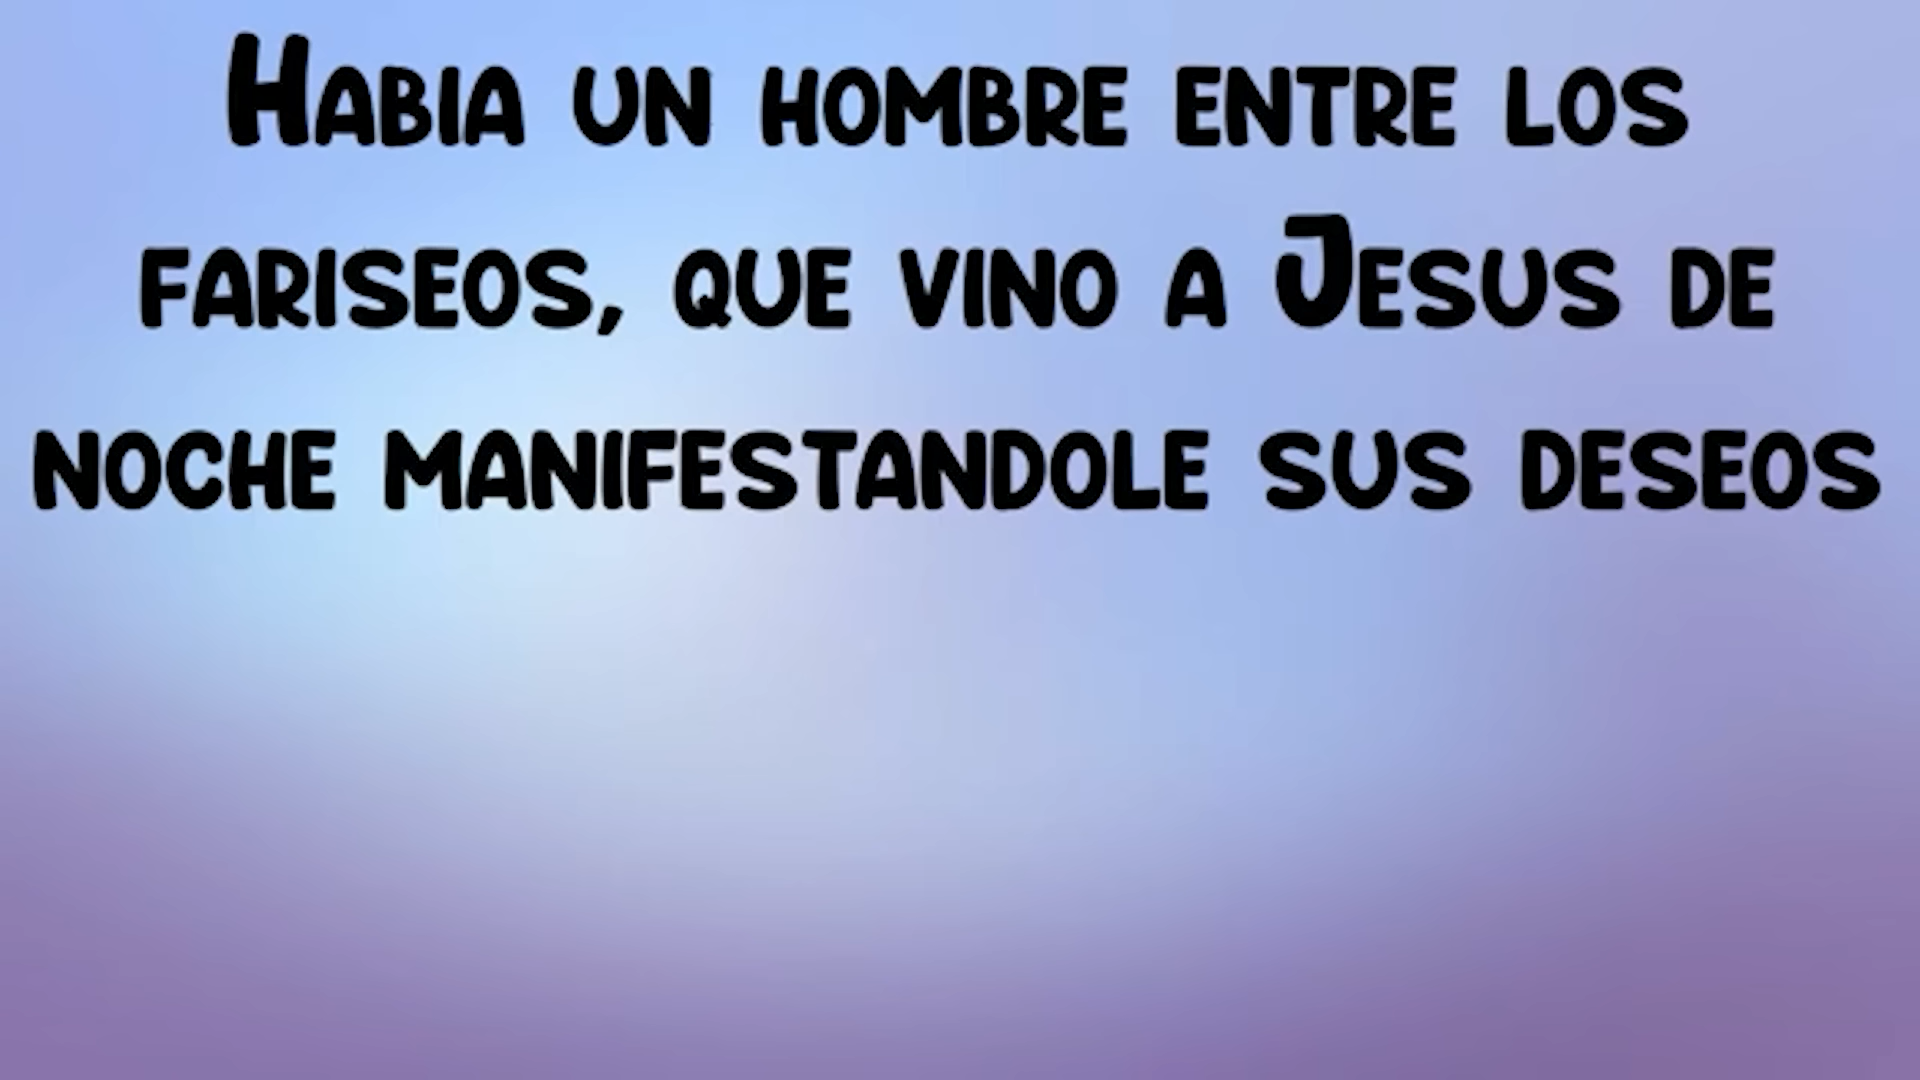 Habia un hombre entre los
fariseos, que vino a Jesus de
noche manifestandole sus deseos